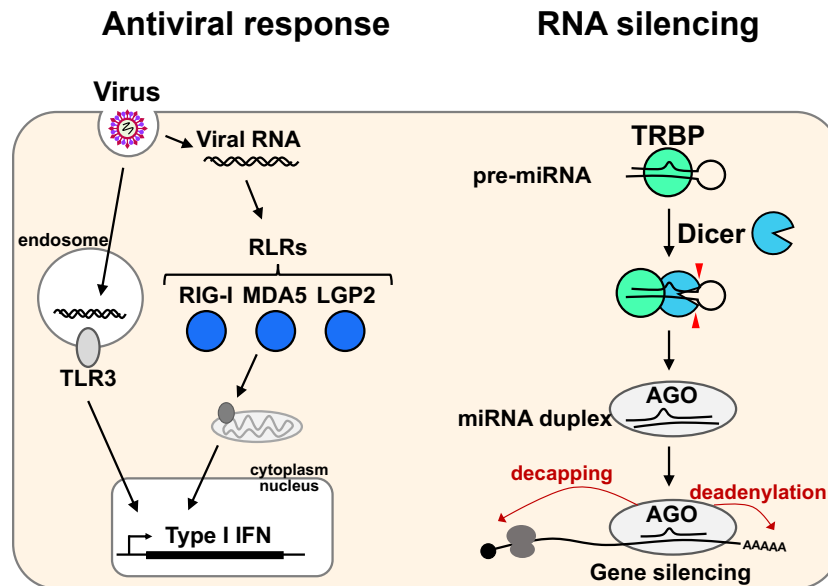 Antiviral response
RNA silencing
Virus
Viral RNA
endosome
RLRs
RIG-I MDA5 LGP2
TLR3
cytoplasm
nucleus
Type I IFN
TRBP
pre-miRNA
Dicer
AGO
miRNA duplex
decapping
deadenylation
AGO
AAAAA
Gene silencing